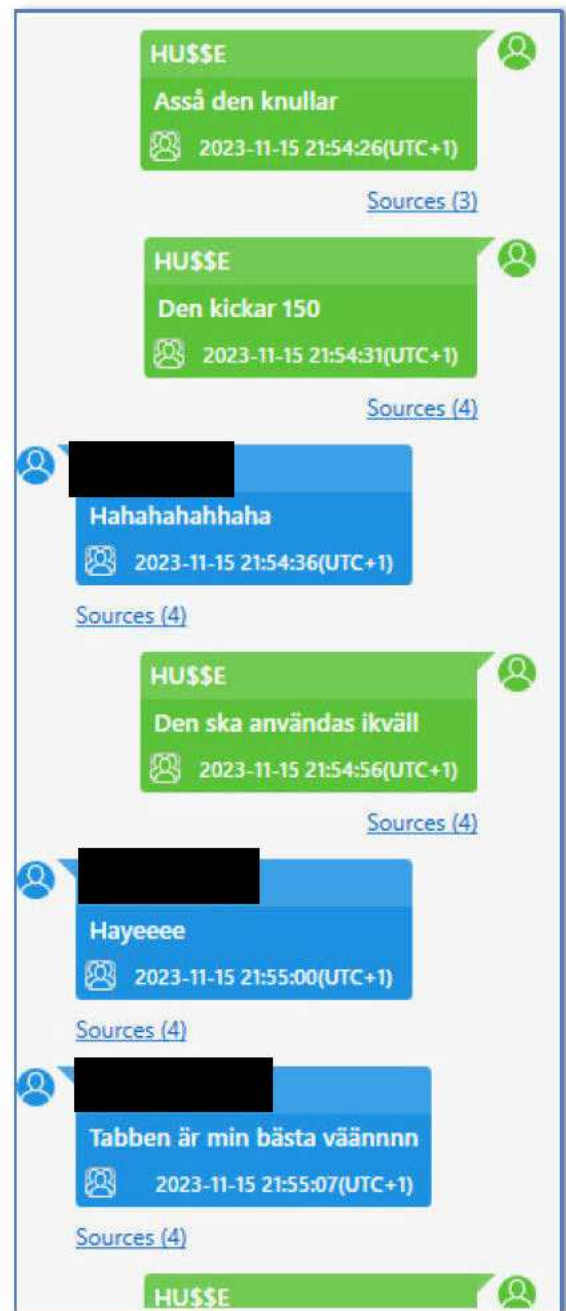 HU$$E
Asså den knullar
2023-11-15 21:54:26(UTC+1)
Sources (3)
HU$$E
Den kickar 150
2023-11-15 21:54:31(UTC+1)
Sources (4)
Hahahahahhaha
2023-11-15 21:54:36(UTC+1)
Sources (4)
HU$$E
Den ska användas ikväll
2023-11-15 21:54:56(UTC+1)
Sources (4)
Hayeeee
2023-11-15 21:55:00(UTC+1)
Sources (4)
Tabben är min bästa väännnn
2023-11-15 21:55:07(UTC+1)
Sources (4)
HU$$E